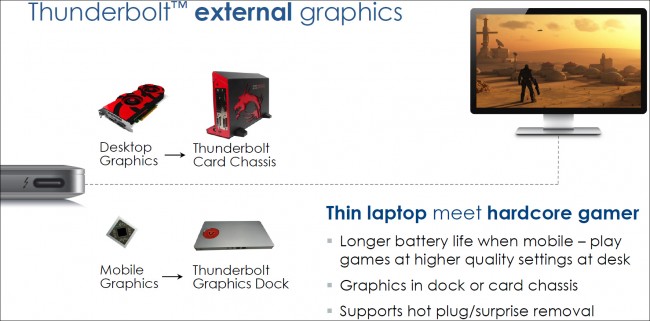 Thunderbolt™ external graphics
Desktop
Graphics
Thunderbolt
Card Chassis
Mobile
Graphics
Thunderbolt
Graphics Dock
Thin laptop meet hardcore gamer
▪ Longer battery life when mobile – play
games at higher quality settings at desk
▪ Graphics in dock or card chassis
▪ Supports hot plug/surprise removal